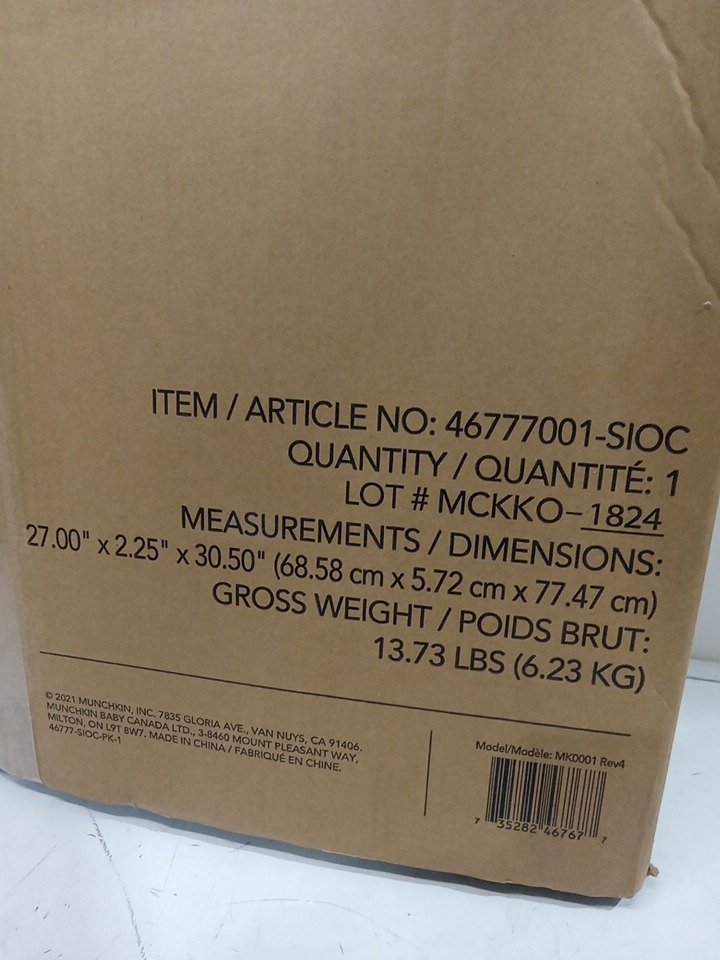 ITEM / ARTICLE NO: 46777001-SIOC
QUANTITY / QUANTITÉ: 1
LOT # MCKKO-1824
MEASUREMENTS / DIMENSIONS:
27.00" x 2.25" x 30.50" (68.58 cm x 5.72 cm x 77.47 cm)
GROSS WEIGHT / POIDS BRUT:
13.73 LBS (6.23 KG)
© 2021 MUNCHKIN, INC. 7835 GLORIA AVE., VAN NUYS, CA 91406.
MUNCHKIN BABY CANADA LTD., 3-8460 MOUNT PLEASANT WAY,
MILTON, ON L9T 8W7. MADE IN CHINA / FABRIQUÉ EN CHINE.
46777-SIOC-PK-1
Model/Modèle: MK0001 Rev4
7 35282 46767 7